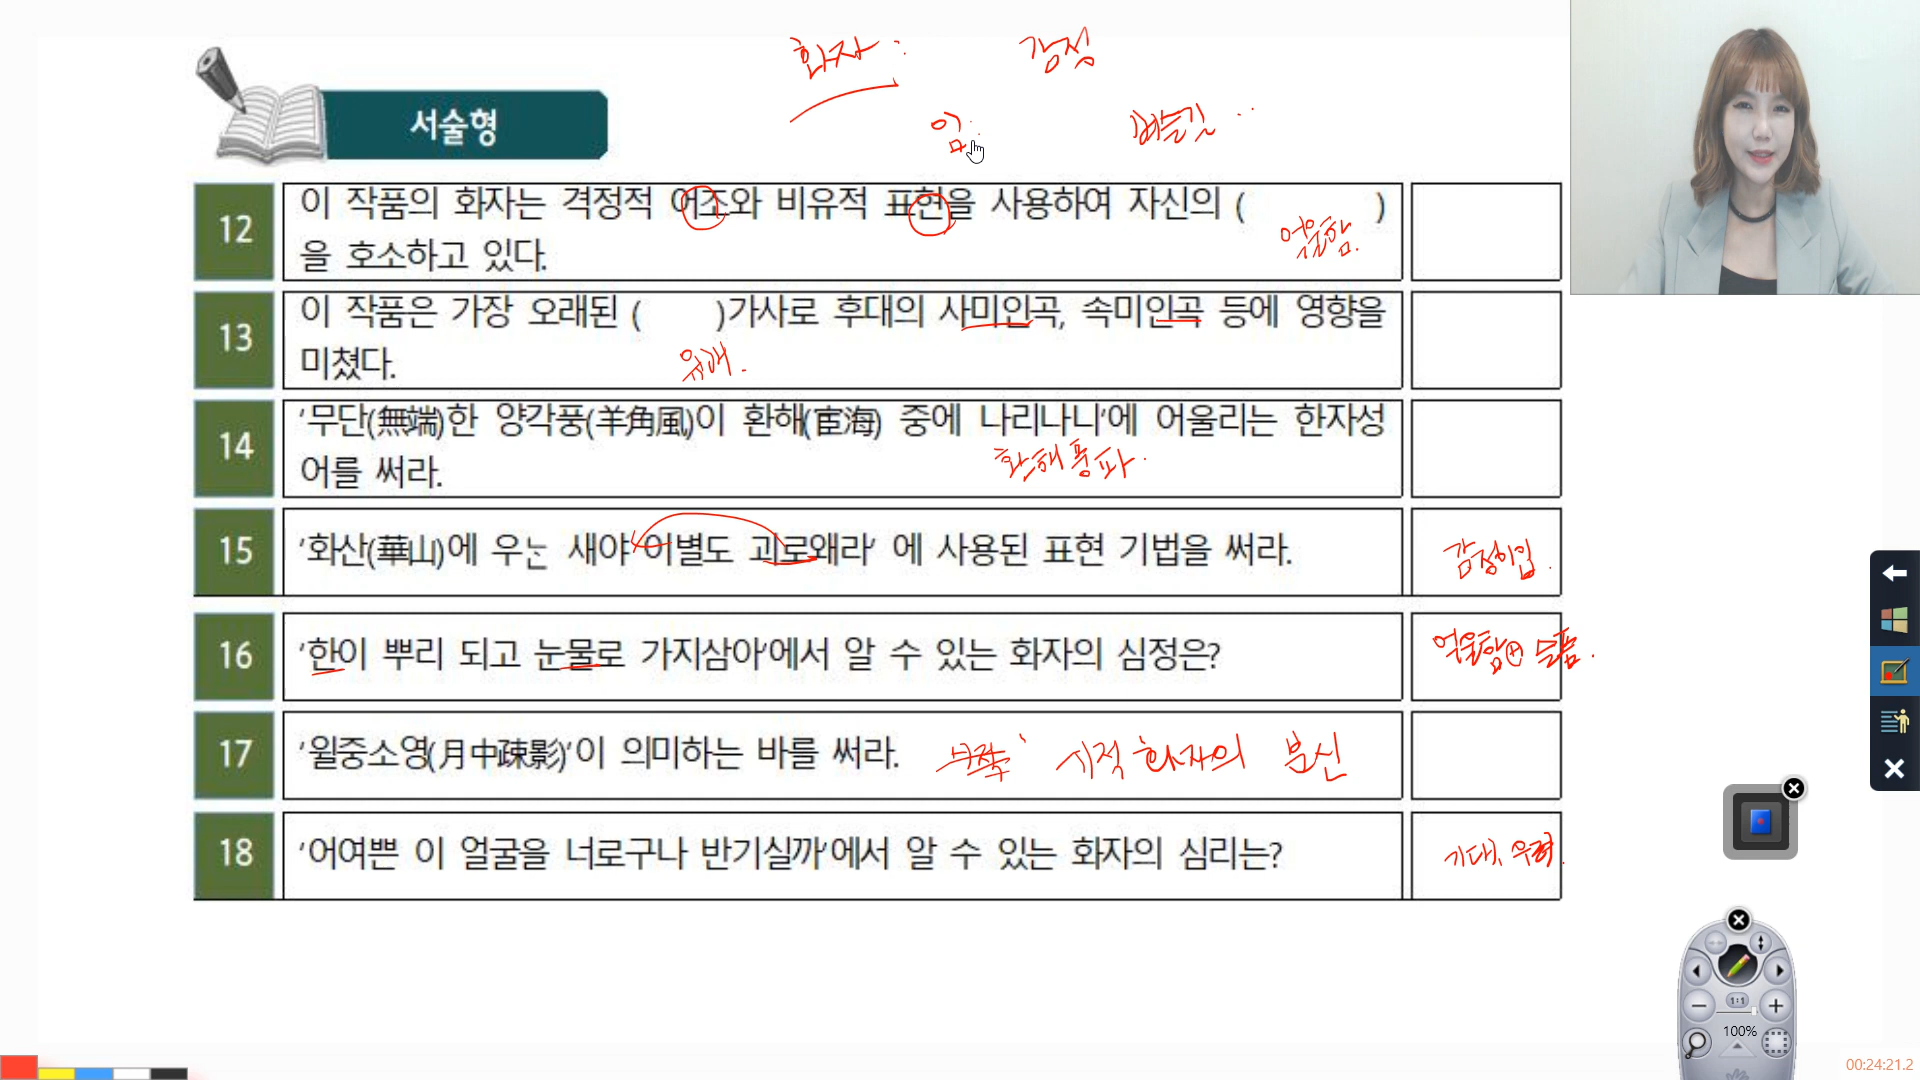 화자 : 감정
임 : 벼슬길 ..
서술형
12 이 작품의 화자는 격정적 어조와 비유적 표현을 사용하여 자신의 ( )
을 호소하고 있다.
억울함.
13 이 작품은 가장 오래된 ( )가사로 후대의 사미인곡, 속미인곡 등에 영향을
미쳤다.
유배.
14 '무단(無端)한 양각풍(羊角風)이 환해(宦海) 중에 나리나니'에 어울리는 한자성
어를 써라.
환해풍파.
15 '화산(華山)에 우는 새야 이별도 괴로왜라' 에 사용된 표현 기법을 써라.
감정이입.
16 '한이 뿌리 되고 눈물로 가지삼아'에서 알 수 있는 화자의 심정은?
억울함 + 슬픔.
17 '월중소영(月中疎影)'이 의미하는 바를 써라.
시적 화자의 분신
18 '어여쁜 이 얼굴을 너로구나 반기실까'에서 알 수 있는 화자의 심리는?
기대, 우려.
1:1
100%
00:24:21.2